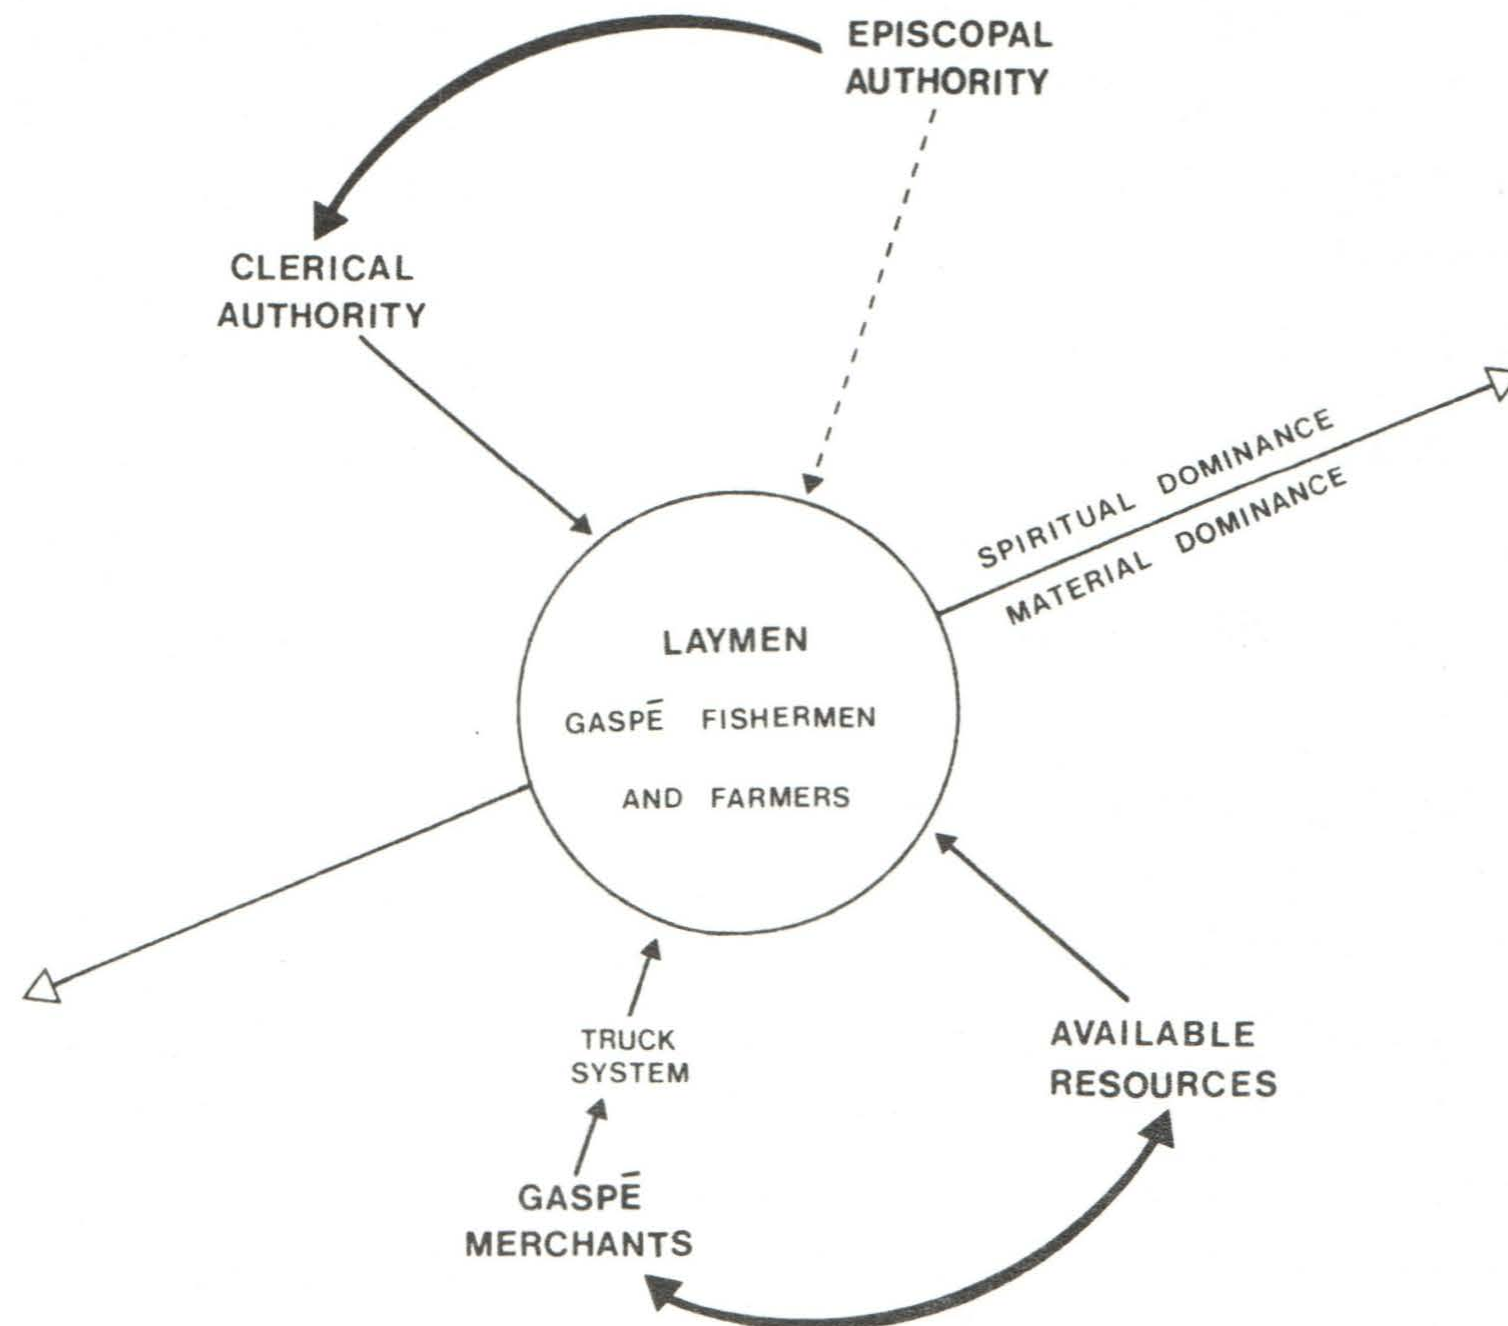 EPISCOPAL
AUTHORITY
CLERICAL
AUTHORITY
SPIRITUAL DOMINANCE
MATERIAL DOMINANCE
LAYMEN
GASPÉ FISHERMEN
AND FARMERS
TRUCK
SYSTEM
AVAILABLE
RESOURCES
GASPÉ
MERCHANTS